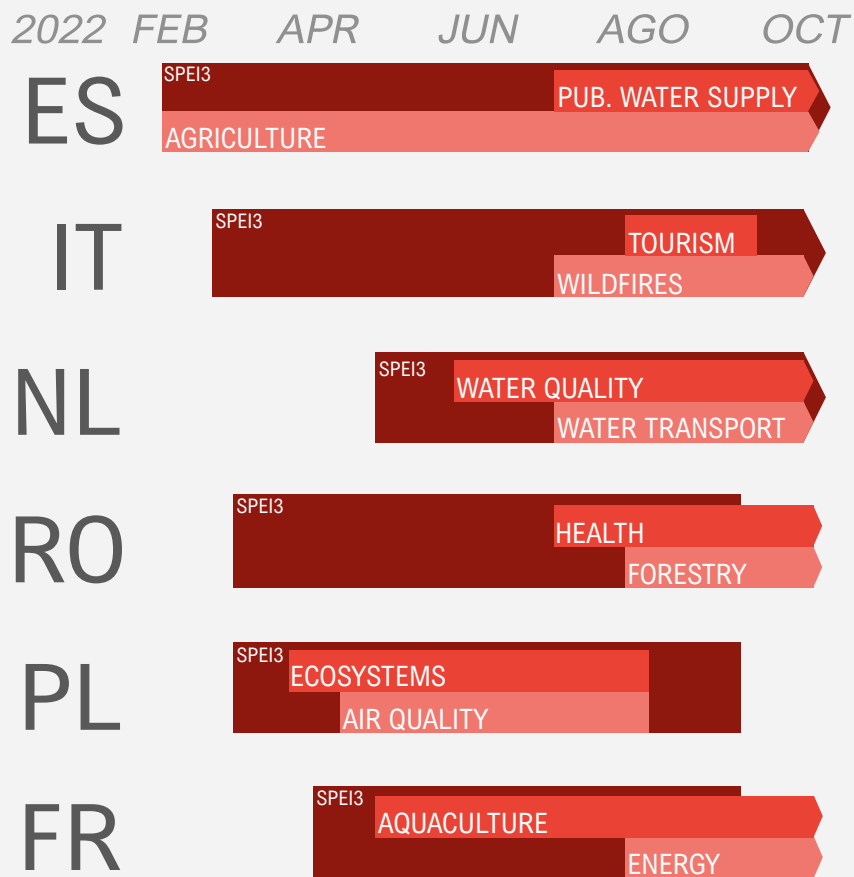 2022 FEB APR JUN AGO OCT
ES
SPEI3
PUB. WATER SUPPLY
AGRICULTURE
IT
SPEI3
TOURISM
WILDFIRES
NL
SPEI3
WATER QUALITY
WATER TRANSPORT
RO
SPEI3
HEALTH
FORESTRY
PL
SPEI3
ECOSYSTEMS
AIR QUALITY
FR
SPEI3
AQUACULTURE
ENERGY